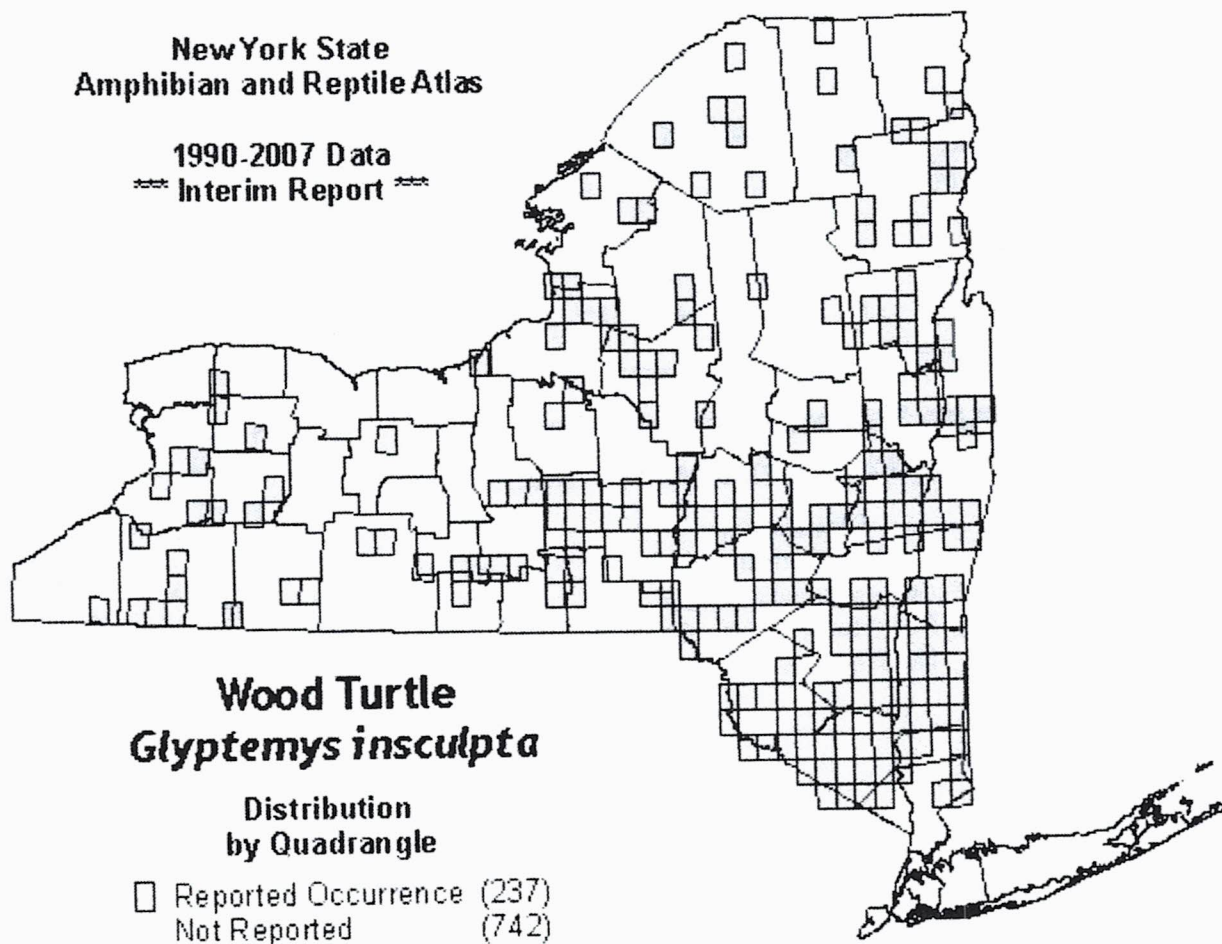 New York State
Amphibian and Reptile Atlas
1990-2007 Data
*** Interim Report ***
Wood Turtle
Glyptemys insculpta
Distribution
by Quadrangle
Reported Occurrence (237)
Not Reported (742)